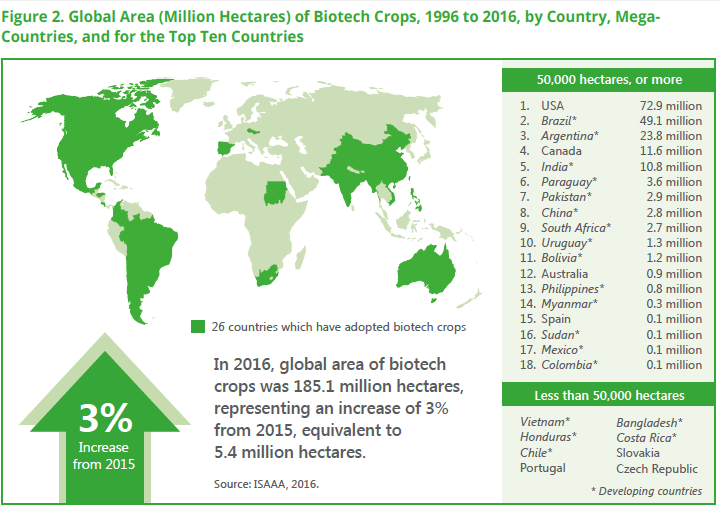 Figure 2. Global Area (Million Hectares) of Biotech Crops, 1996 to 2016, by Country, Mega-
Countries, and for the Top Ten Countries
50,000 hectares, or more
1. USA 72.9 million
2. Brazil* 49.1 million
3. Argentina* 23.8 million
4. Canada 11.6 million
5. India* 10.8 million
6. Paraguay* 3.6 million
7. Pakistan* 2.9 million
8. China* 2.8 million
9. South Africa* 2.7 million
10. Uruguay* 1.3 million
11. Bolivia* 1.2 million
12. Australia 0.9 million
13. Philippines* 0.8 million
14. Myanmar* 0.3 million
15. Spain 0.1 million
16. Sudan* 0.1 million
17. Mexico* 0.1 million
18. Colombia* 0.1 million
Less than 50,000 hectares
Vietnam* Bangladesh*
Honduras* Costa Rica*
Chile* Slovakia
Portugal Czech Republic
* Developing countries
26 countries which have adopted biotech crops
3%
Increase
from 2015
In 2016, global area of biotech
crops was 185.1 million hectares,
representing an increase of 3%
from 2015, equivalent to
5.4 million hectares.
Source: ISAAA, 2016.